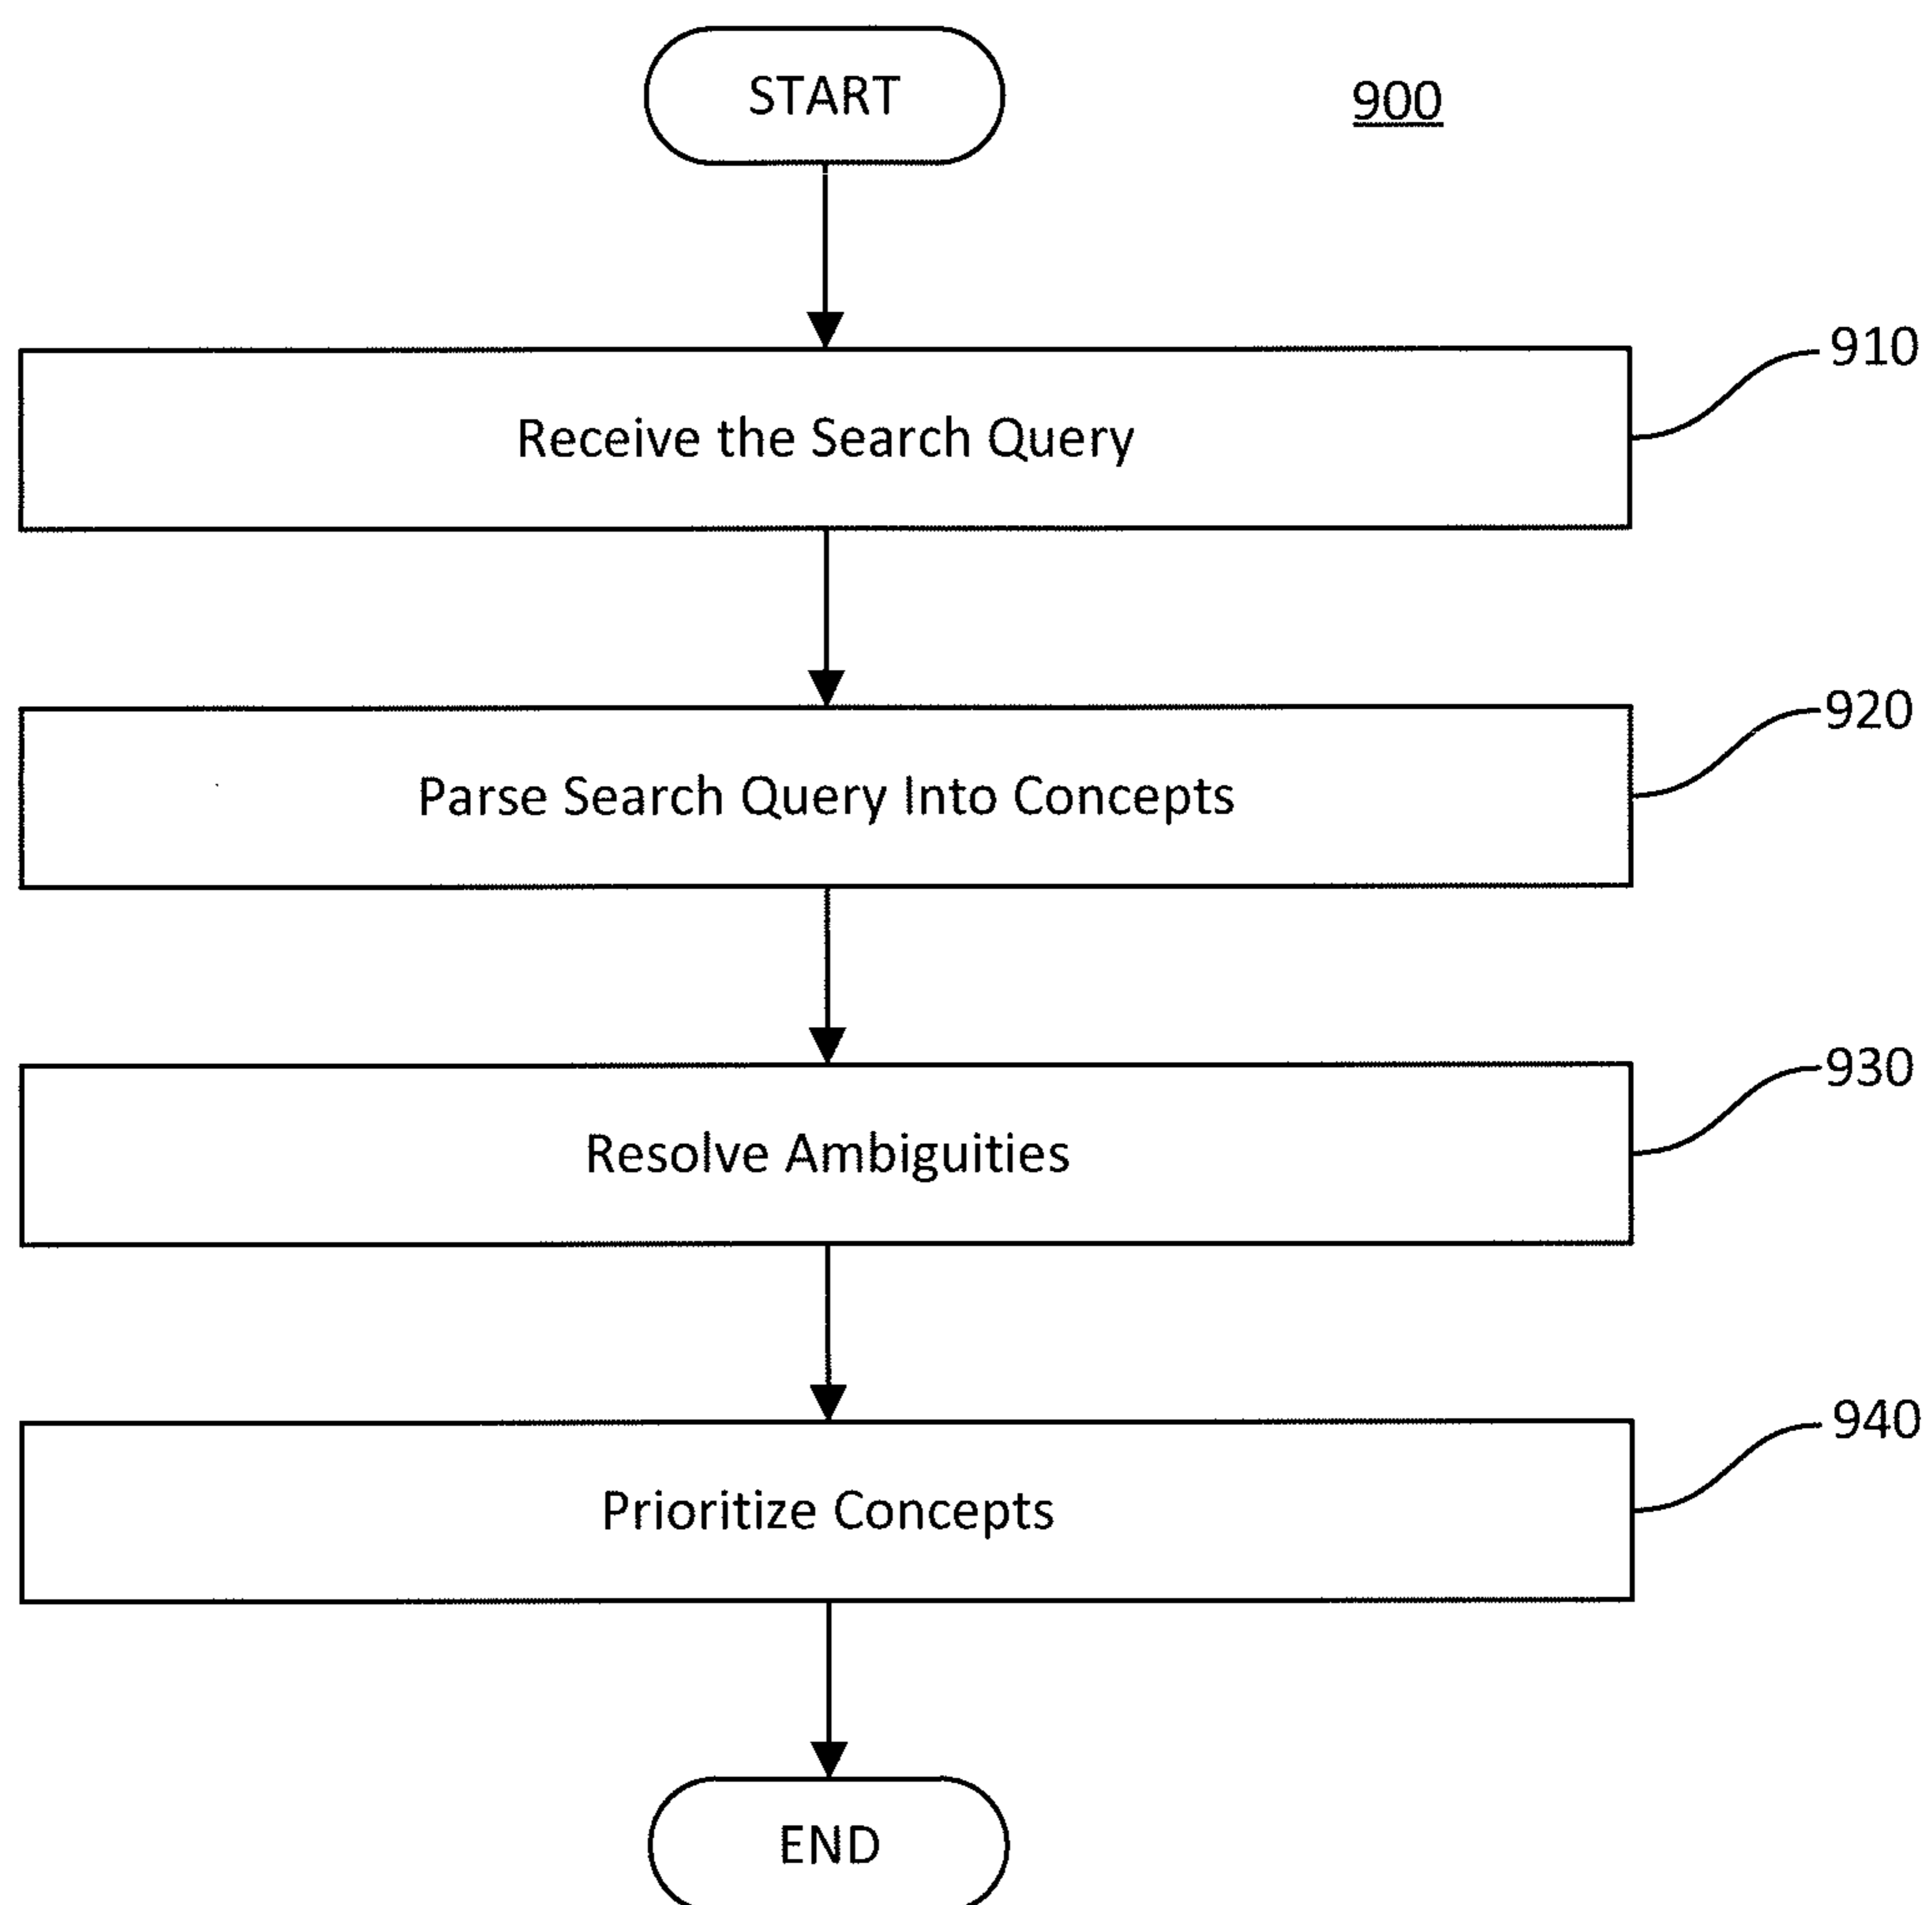 START
900
910
Receive the Search Query
920
Parse Search Query Into Concepts
930
Resolve Ambiguities
940
Prioritize Concepts
END